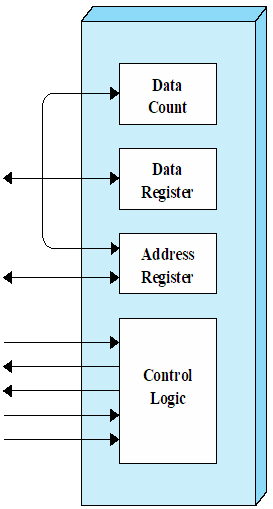 Data
Count
Data
Register
Address
Register
Control
Logic